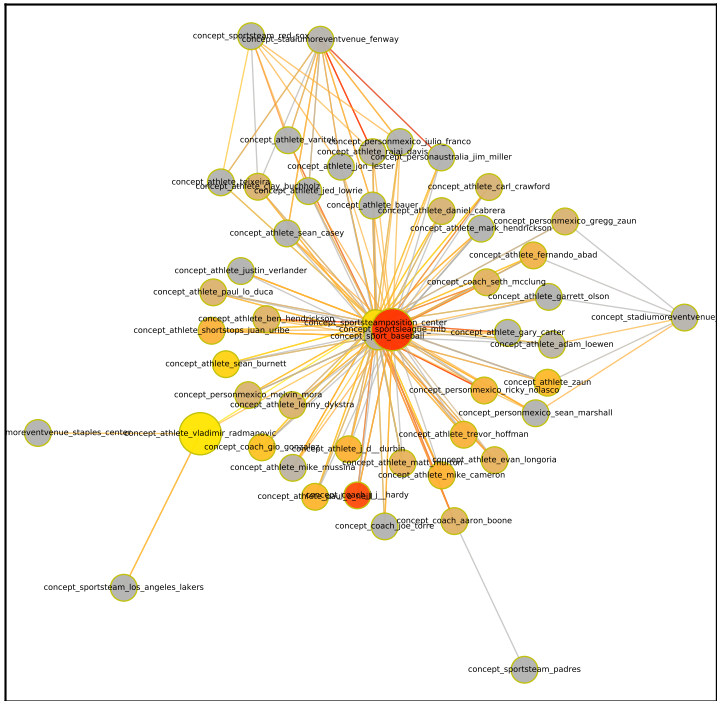 concept_sportsteam_red_sox
concept_stadiumoreventvenue_fenway
concept_athlete_varitek
concept_personmexico_julio_franco
concept_athlete_rajai_davis
concept_personaustralia_jim_miller
concept_athlete_jon_lester
concept_athlete_teixeira
concept_athlete_clay_buchholz
concept_athlete_jed_lowrie
concept_athlete_carl_crawford
concept_athlete_bauer
concept_athlete_daniel_cabrera
concept_personmexico_gregg_zaun
concept_athlete_mark_hendrickson
concept_athlete_sean_casey
concept_athlete_fernando_abad
concept_athlete_justin_verlander
concept_coach_seth_mcclung
concept_athlete_paul_lo_duca
concept_athlete_garrett_olson
concept_athlete_ben_hendrickson
concept_stadiumoreventvenue_
concept_sportsteamposition_center
concept_athlete_shortstops_juan_uribe
concept_sportsleague_mlb
concept_sport_baseball
concept_athlete_gary_carter
concept_athlete_adam_loewen
concept_athlete_sean_burnett
concept_athlete_zaun
concept_personmexico_ricky_nolasco
concept_personmexico_melvin_mora
concept_athlete_lenny_dykstra
concept_personmexico_sean_marshall
moreventvenue_staples_center
concept_athlete_vladimir_radmanovic
concept_athlete_trevor_hoffman
concept_coach_gio_gonzalez
concept_athlete_j_d__durbin
concept_athlete_mike_mussina
concept_athlete_matt_murton
concept_athlete_evan_longoria
concept_athlete_mike_cameron
concept_coach_j_j__hardy
concept_coach_joe_torre
concept_coach_aaron_boone
concept_sportsteam_los_angeles_lakers
concept_sportsteam_padres